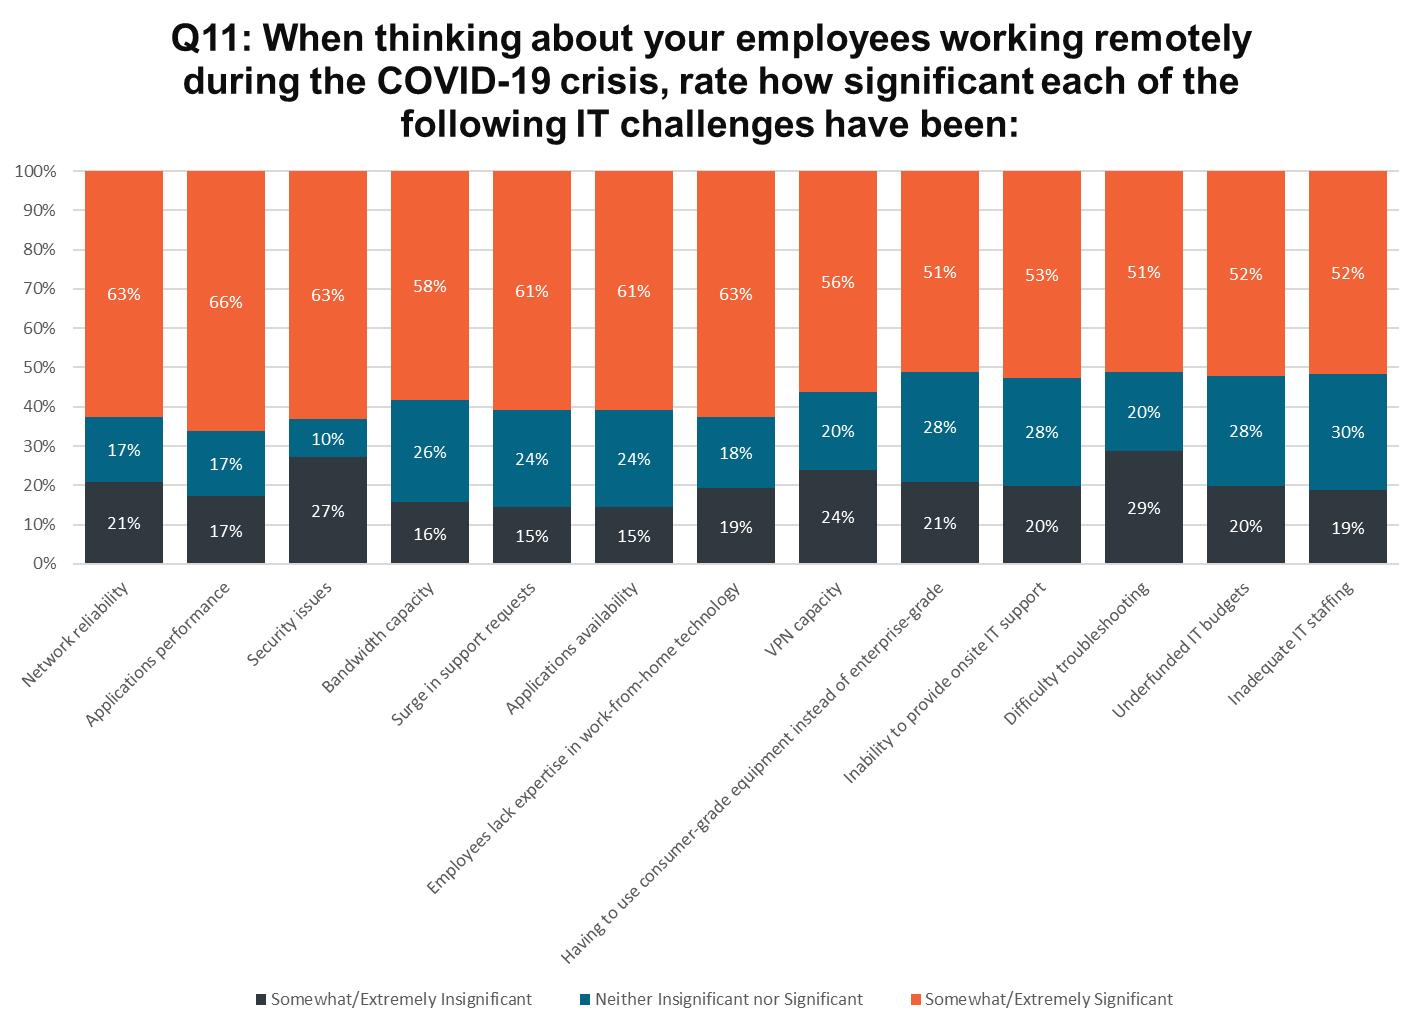 Q11: When thinking about your employees working remotely
during the COVID-19 crisis, rate how significant each of the
following IT challenges have been:
100%
90%
80%
70%
60%
50%
40%
30%
20%
10%
0%
63%
66%
63%
58%
61%
61%
63%
56%
51%
53%
51%
52%
52%
17%
17%
10%
26%
24%
24%
18%
20%
28%
28%
20%
28%
30%
21%
17%
27%
16%
15%
15%
19%
24%
21%
20%
29%
20%
19%
Network reliability
Applications performance
Security issues
Bandwidth capacity
Surge in support requests
Applications availability
Employees lack expertise in work-from-home technology
VPN capacity
Having to use consumer-grade equipment instead of enterprise-grade
Inability to provide onsite IT support
Difficulty troubleshooting
Underfunded IT budgets
Inadequate IT staffing
Somewhat/Extremely Insignificant
Neither Insignificant nor Significant
Somewhat/Extremely Significant